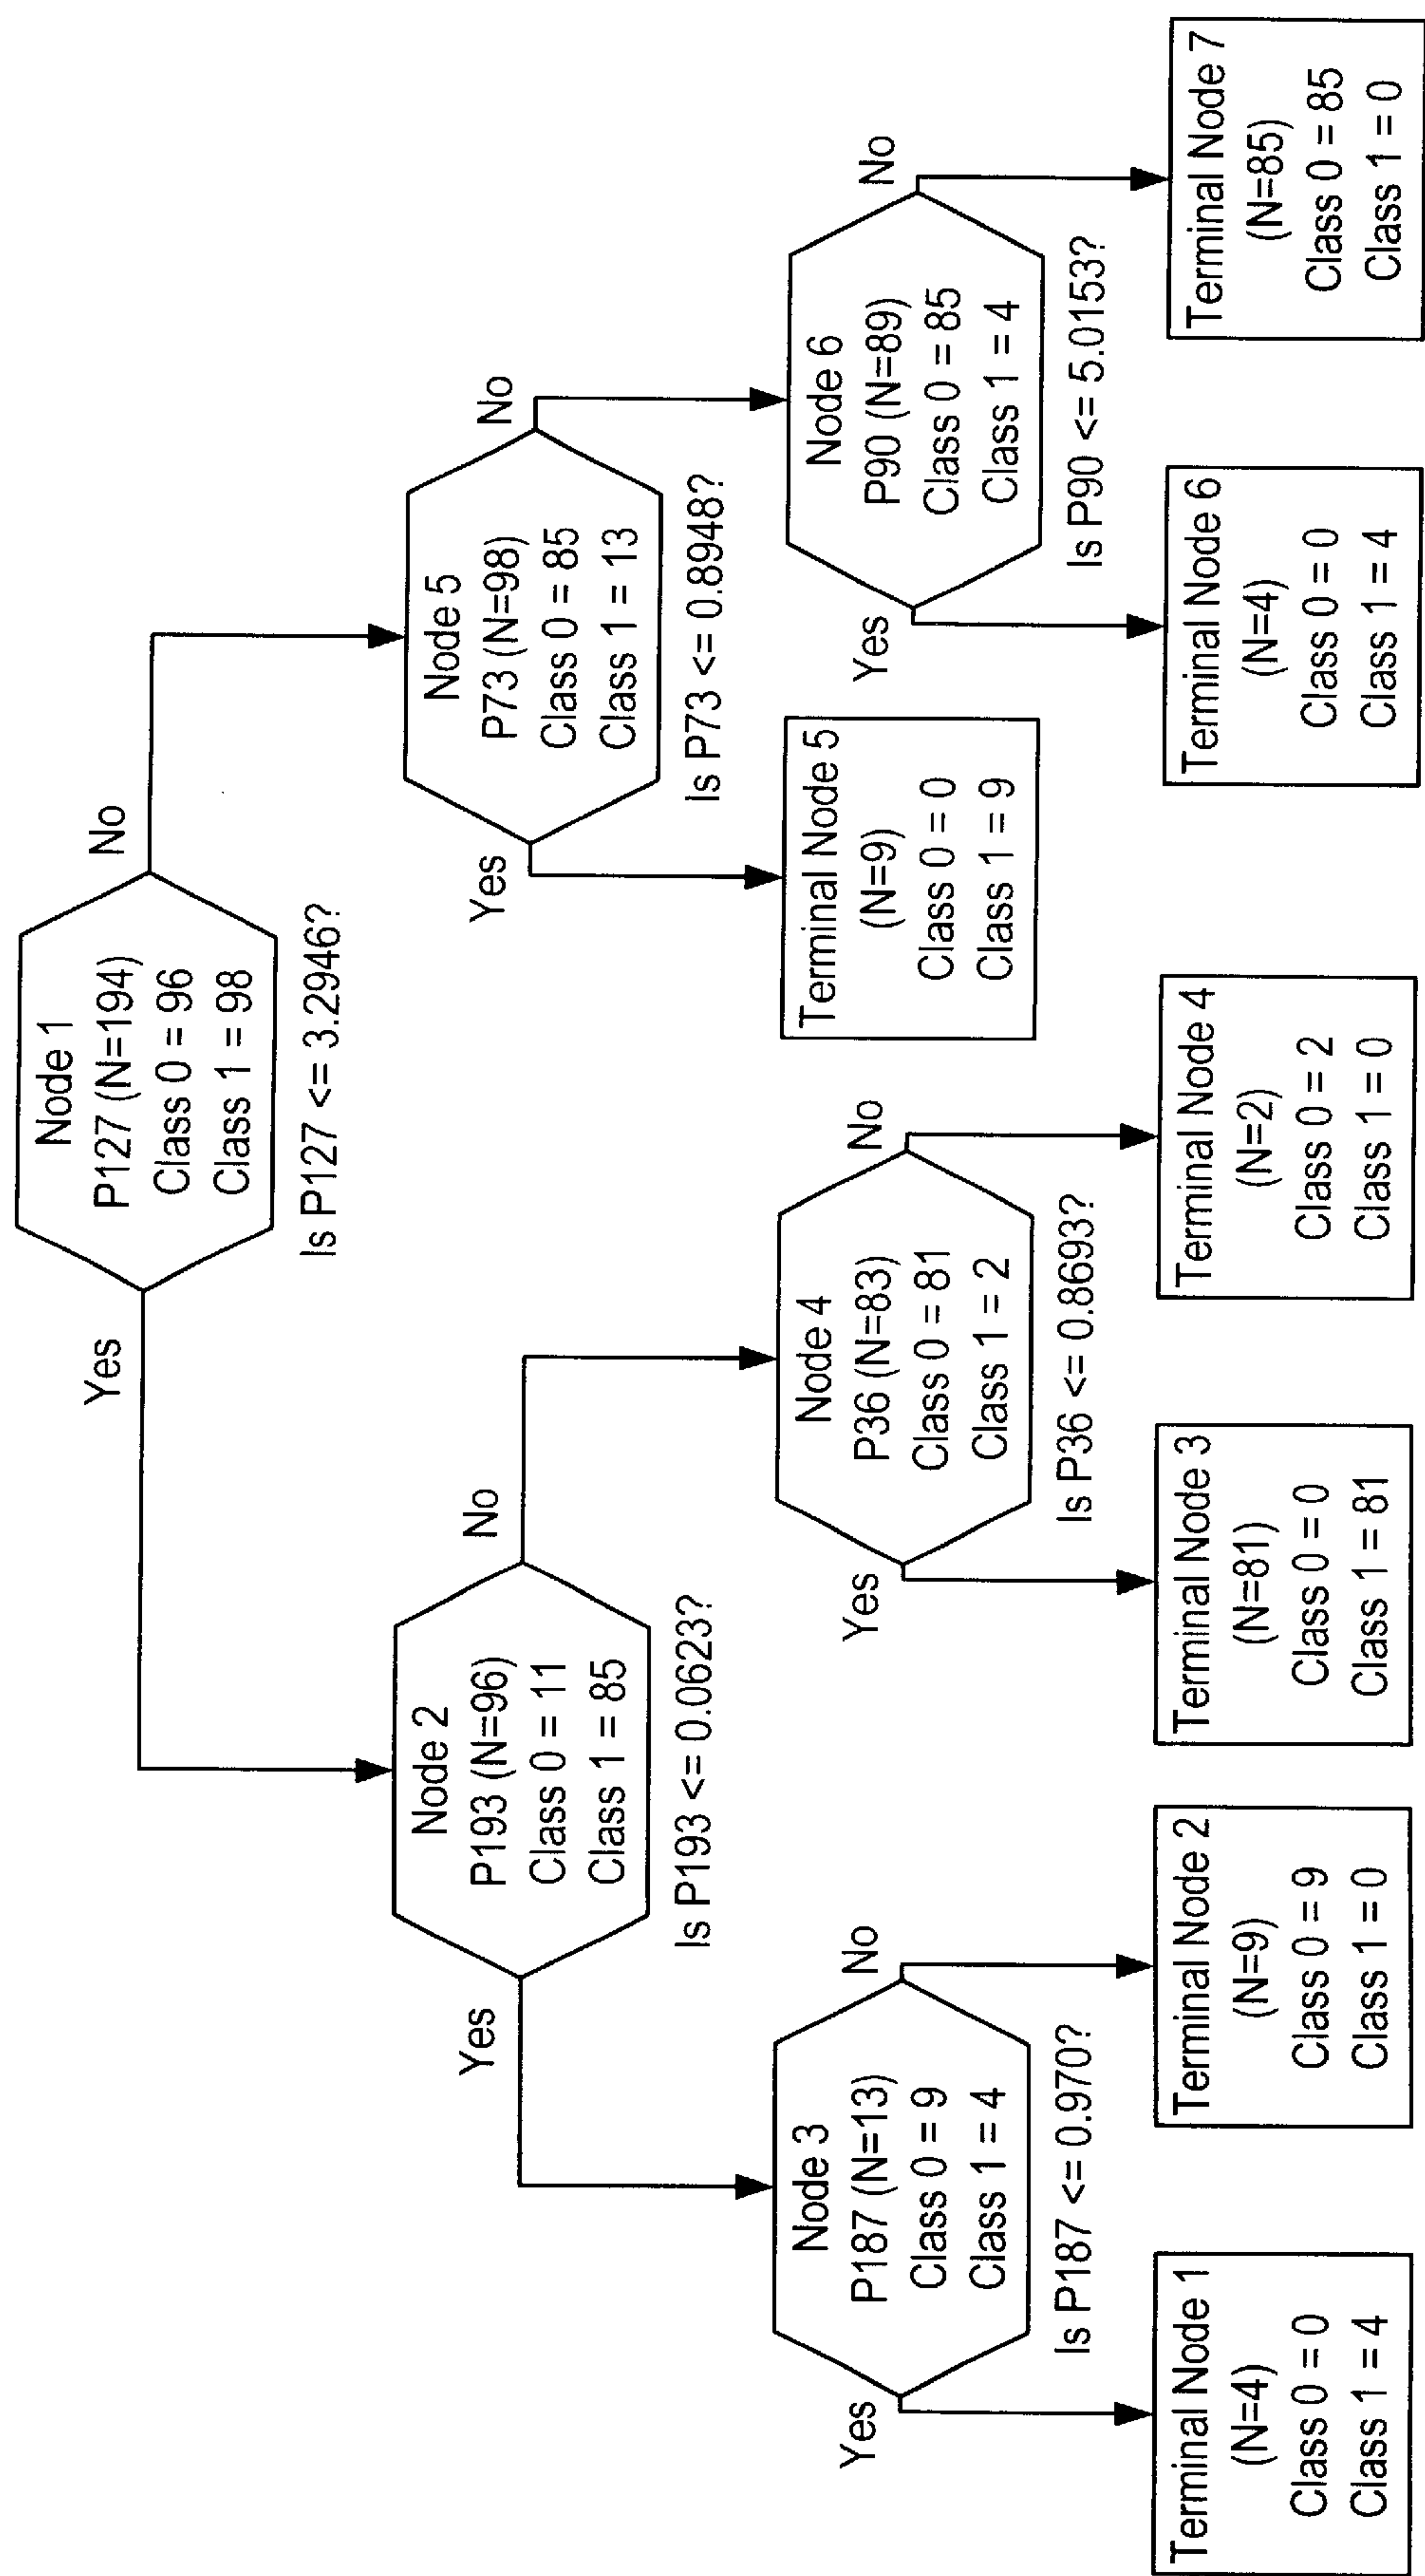 Node 1
P127 (N=194)
Class 0 = 96
Class 1 = 98
Is P127 <= 3.2946?
Yes
No
Node 2
P193 (N=96)
Class 0 = 11
Class 1 = 85
Is P193 <= 0.0623?
Yes
No
Node 5
P73 (N=98)
Class 0 = 85
Class 1 = 13
Is P73 <= 0.8948?
Yes
No
Node 3
P187 (N=13)
Class 0 = 9
Class 1 = 4
Is P187 <= 0.970?
Yes
No
Node 4
P36 (N=83)
Class 0 = 81
Class 1 = 2
Is P36 <= 0.8693?
Yes
No
Terminal Node 5
(N=9)
Class 0 = 0
Class 1 = 9
Node 6
P90 (N=89)
Class 0 = 85
Class 1 = 4
Is P90 <= 5.0153?
Yes
No
Terminal Node 1
(N=4)
Class 0 = 0
Class 1 = 4
Terminal Node 2
(N=9)
Class 0 = 9
Class 1 = 0
Terminal Node 3
(N=81)
Class 0 = 0
Class 1 = 81
Terminal Node 4
(N=2)
Class 0 = 2
Class 1 = 0
Terminal Node 6
(N=4)
Class 0 = 0
Class 1 = 4
Terminal Node 7
(N=85)
Class 0 = 85
Class 1 = 0